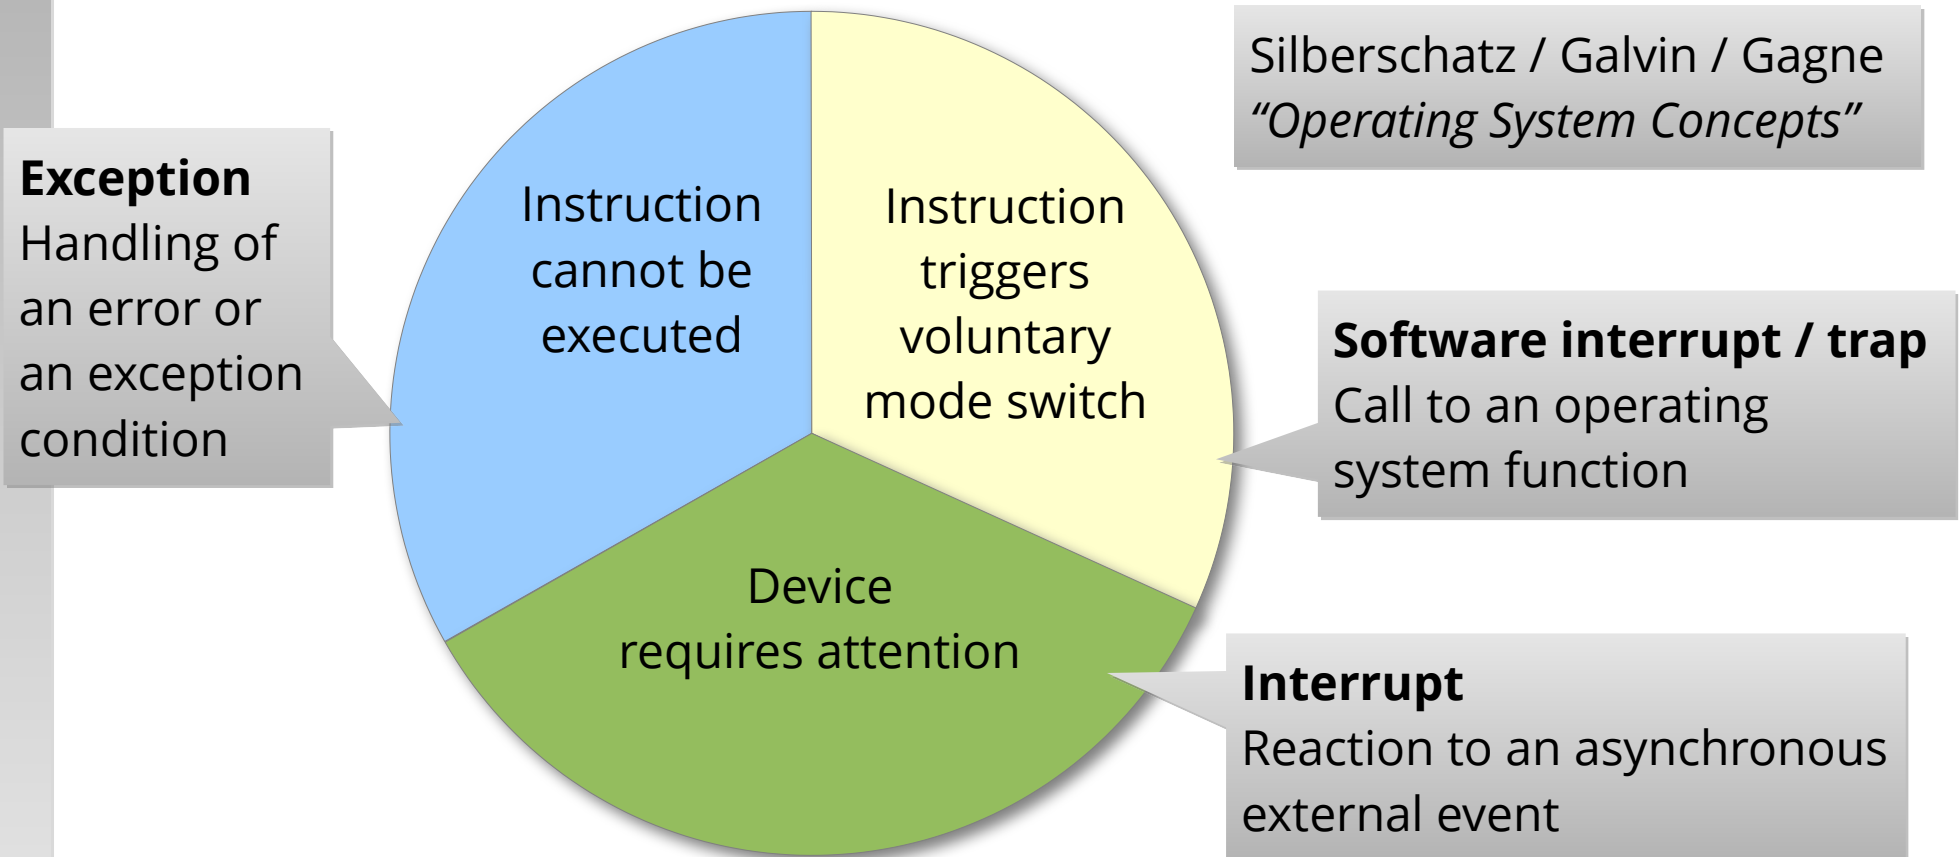 Silberschatz / Galvin / Gagne
“Operating System Concepts”
Exception
Handling of
an error or
an exception
condition
Instruction
cannot be
executed
Instruction
triggers
voluntary
mode switch
Software interrupt / trap
Call to an operating
system function
Device
requires attention
Interrupt
Reaction to an asynchronous
external event